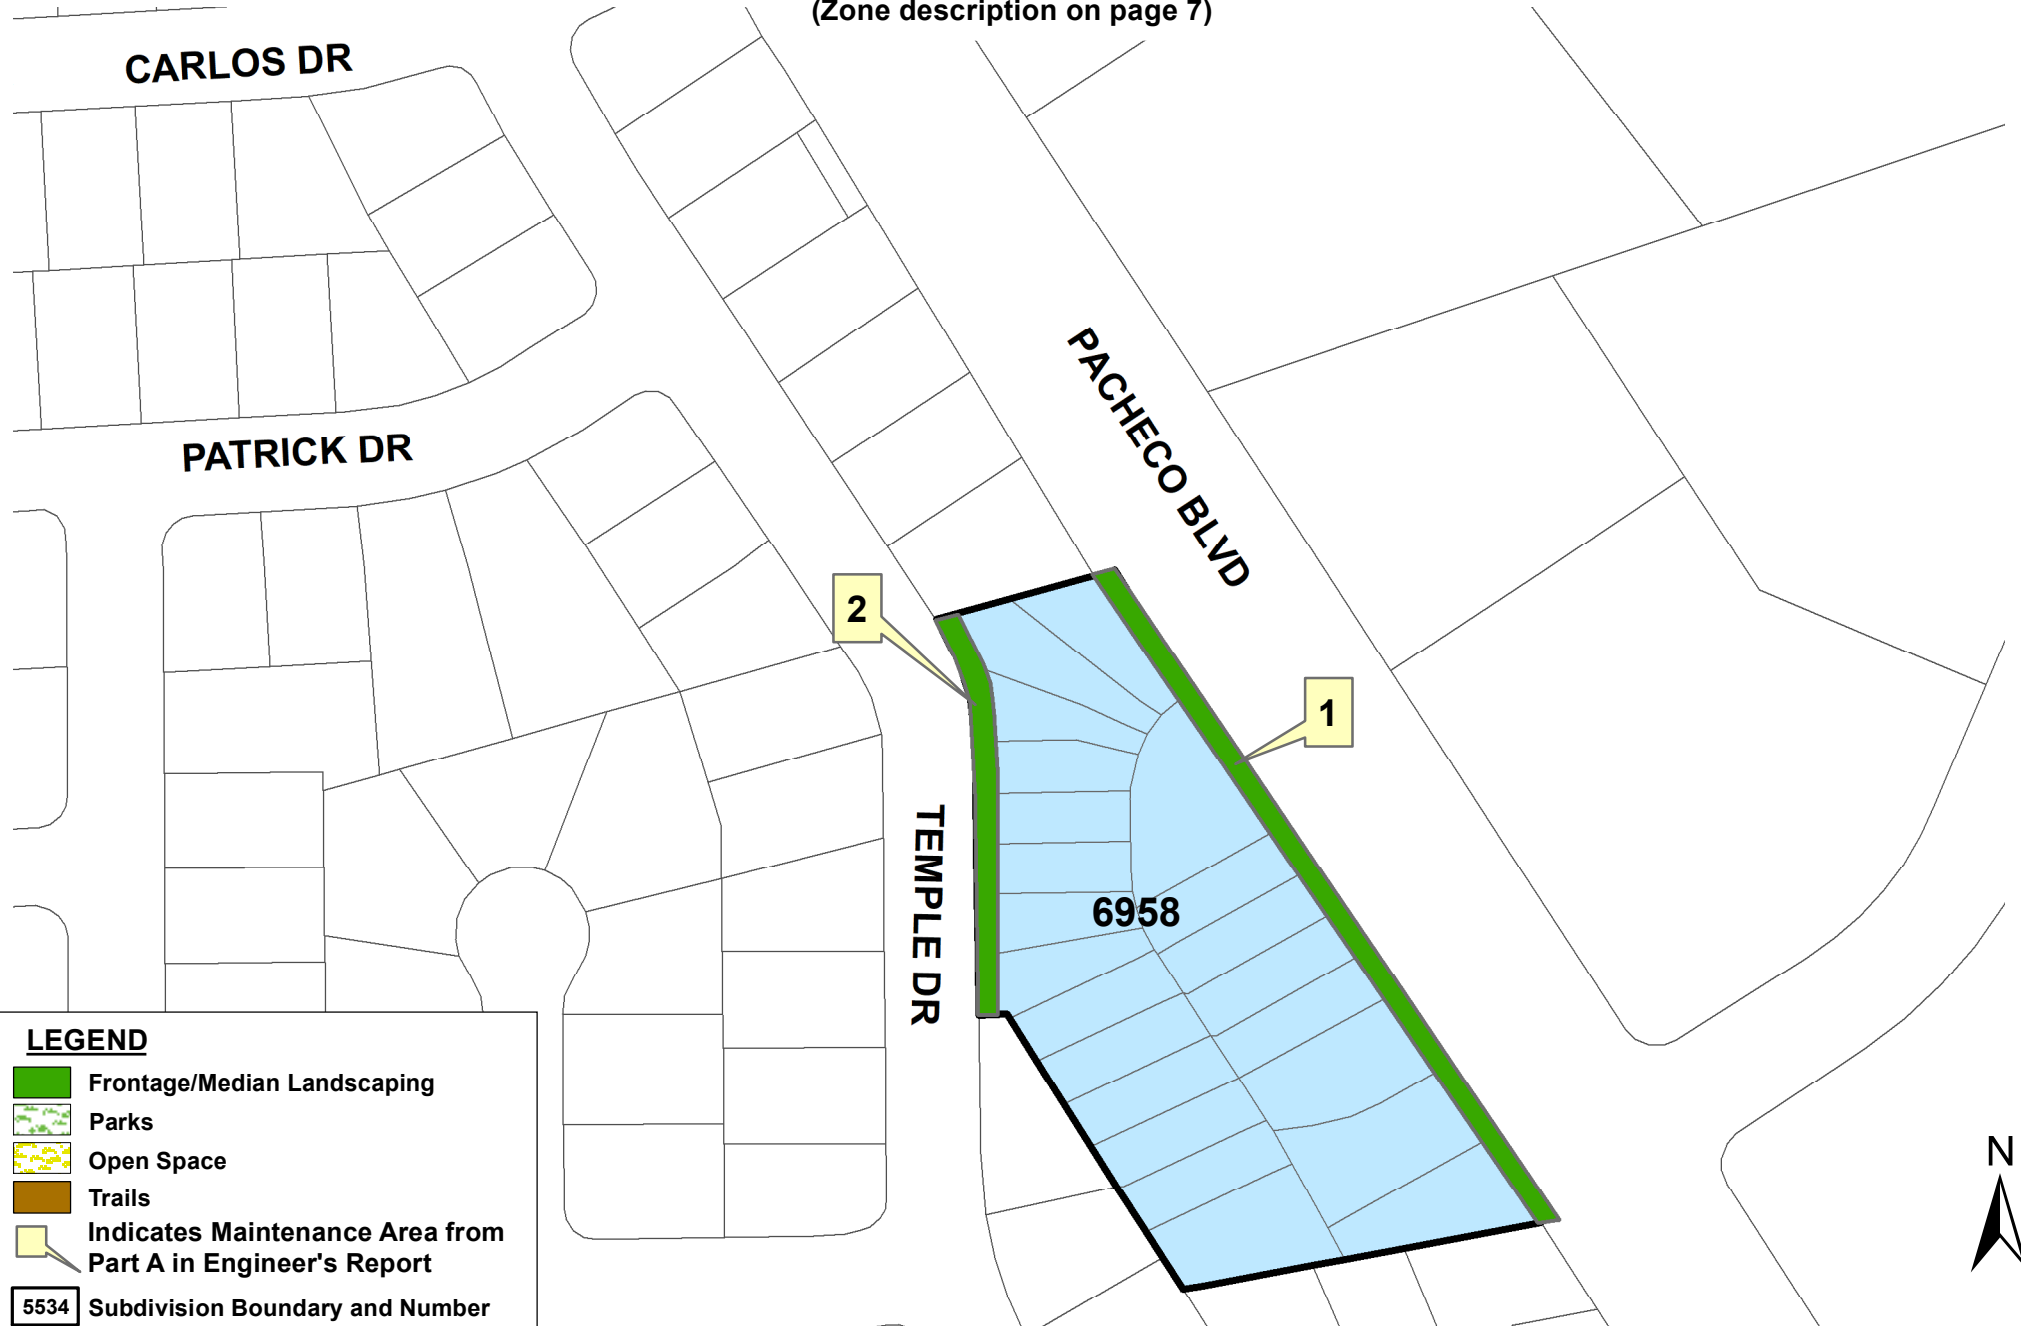 (Zone description on page 7)
CARLOS DR
PATRICK DR
PACHECO BLVD
2
1
TEMPLE DR
6958
LEGEND
Frontage/Median Landscaping
Parks
Open Space
Trails
Indicates Maintenance Area from
Part A in Engineer's Report
5534 Subdivision Boundary and Number
N